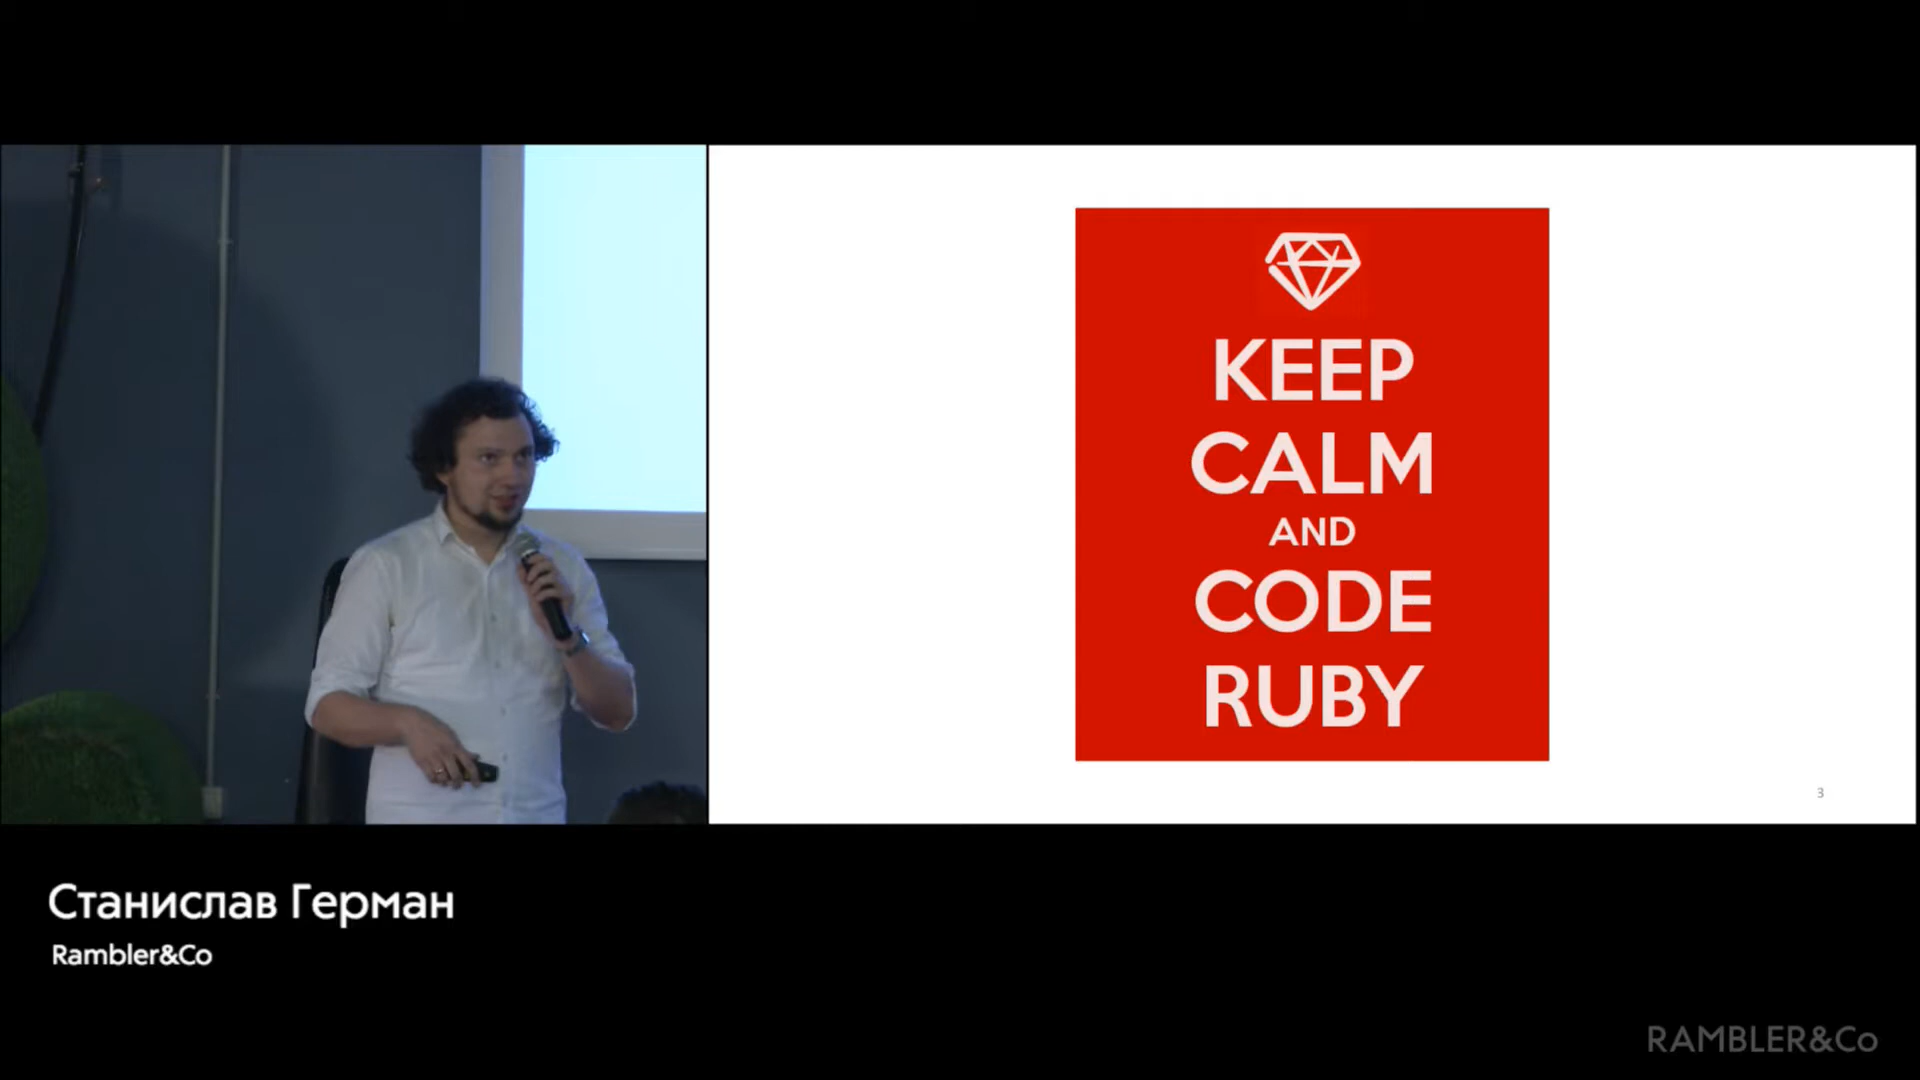 KEEP
CALM
AND
CODE
RUBY
3
Станислав Герман
Rambler&Co
RAMBLER&Co